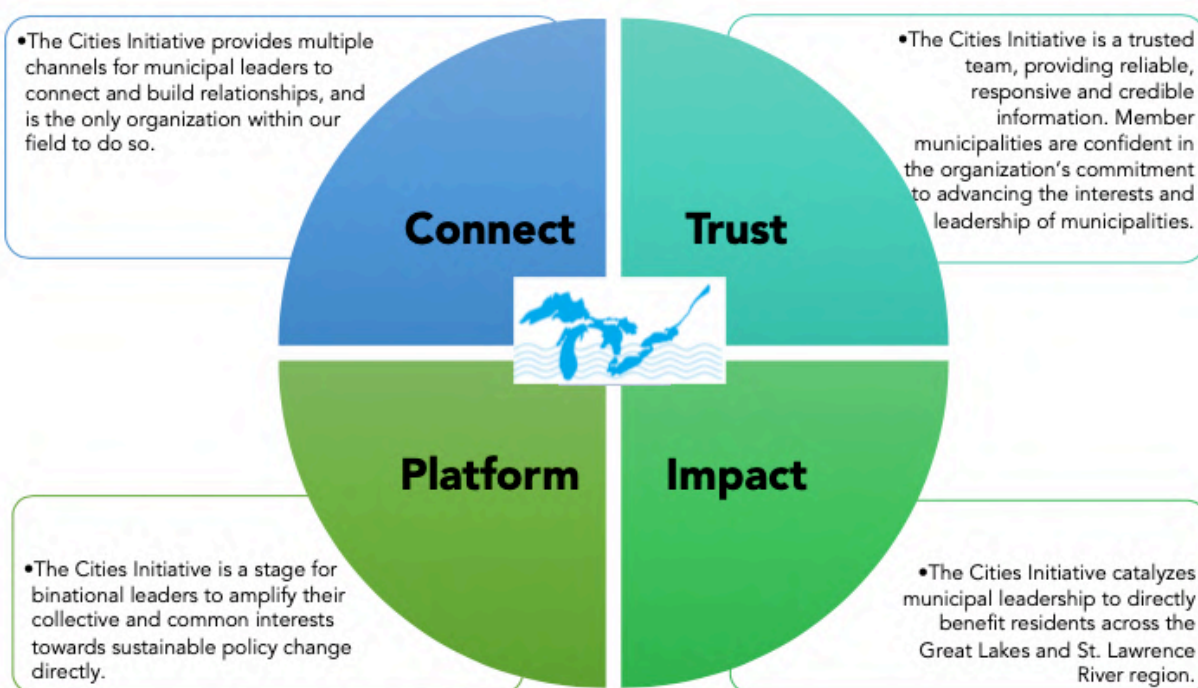 •The Cities Initiative provides multiple
channels for municipal leaders to
connect and build relationships, and
is the only organization within our
field to do so.
•The Cities Initiative is a trusted
team, providing reliable,
responsive and credible
information. Member
municipalities are confident in
the organization’s commitment
to advancing the interests and
leadership of municipalities.
Connect
Trust
Platform
Impact
•The Cities Initiative is a stage for
binational leaders to amplify their
collective and common interests
towards sustainable policy change
directly.
•The Cities Initiative catalyzes
municipal leadership to directly
benefit residents across the
Great Lakes and St. Lawrence
River region.